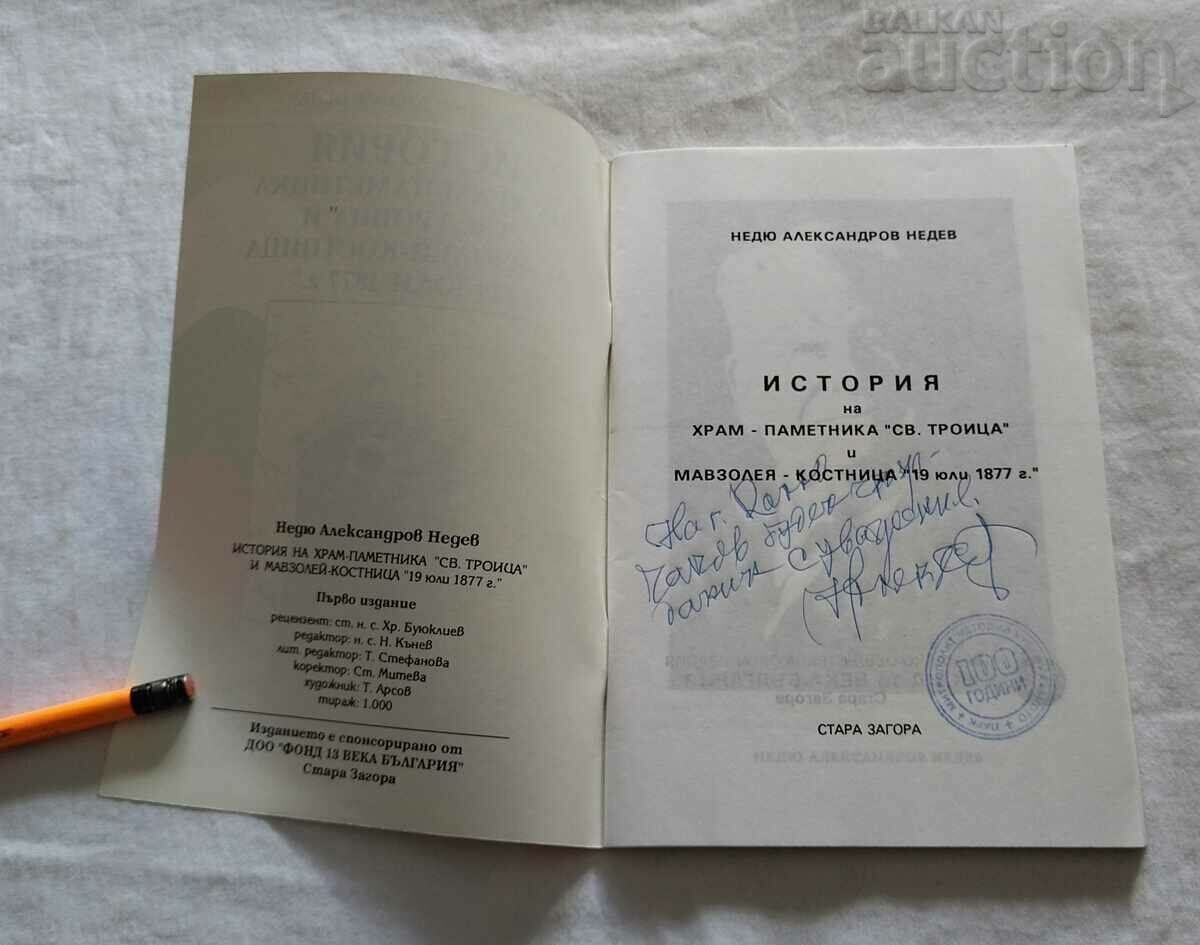 BALKAN
auction
Недю Александров Недев
ИСТОРИЯ НА ХРАМ-ПАМЕТНИКА "СВ. ТРОИЦА"
И МАВЗОЛЕЙ-КОСТНИЦА "19 юли 1877 г."
Първо издание
рецензент: ст. н. с. Хр. Буюклиев
редактор: н. с. Н. Кънев
лит. редактор: Т. Стефанова
коректор: Ст. Митева
художник: Т. Арсов
тираж: 1.000
Изданието е спонсорирано от
ДОО "ФОНД 13 ВЕКА БЪЛГАРИЯ"
Стара Загора
НЕДЮ АЛЕКСАНДРОВ НЕДЕВ
ИСТОРИЯ
на
ХРАМ - ПАМЕТНИКА "СВ. ТРОИЦА"
и
МАВЗОЛЕЯ - КОСТНИЦА "19 юли 1877 г."
На г.
с
100
ГОДИНИ
ПАРК
СТАРА ЗАГОРА